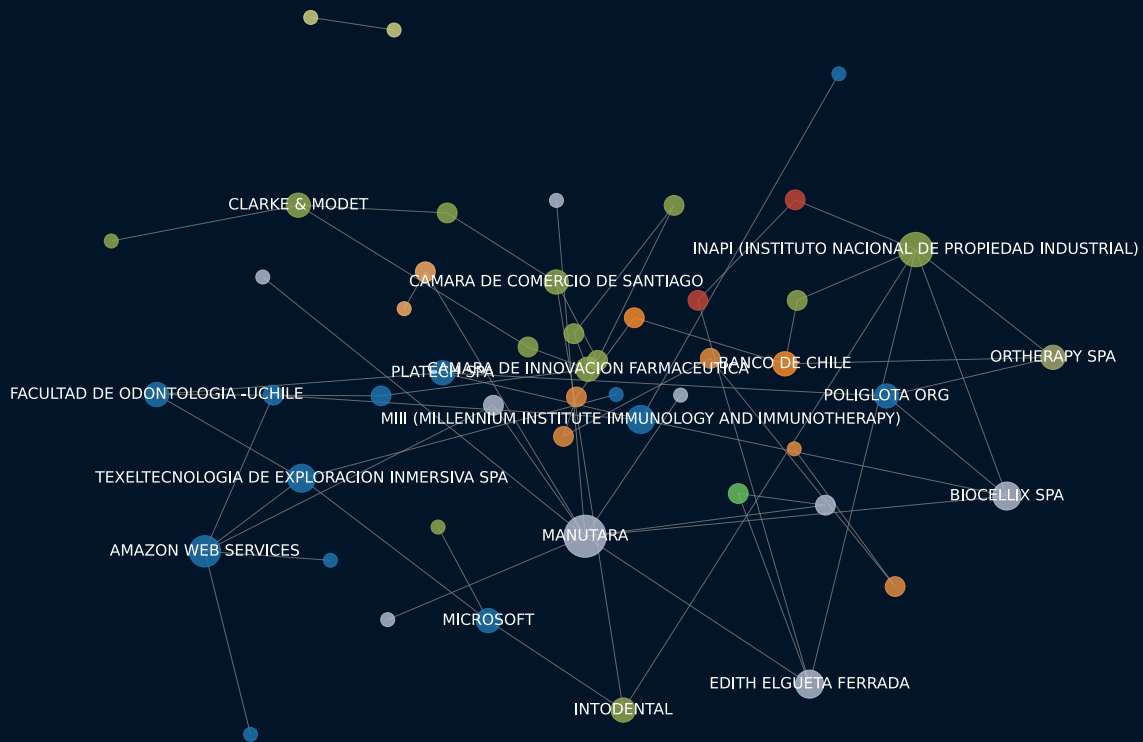 CLARKE & MODET
INAPI (INSTITUTO NACIONAL DE PROPIEDAD INDUSTRIAL)
CAMARA DE COMERCIO DE SANTIAGO
ORTHERAPY SPA
BANCO DE CHILE
CAMARA DE INNOVACION FARMACEUTICA
PLATECH SPA
FACULTAD DE ODONTOLOGIA -UCHILE
POLIGLOTA ORG
MIII (MILLENNIUM INSTITUTE IMMUNOLOGY AND IMMUNOTHERAPY)
TEXELTECNOLOGIA DE EXPLORACION INMERSIVA SPA
BIOCELLIX SPA
MANUTARA
AMAZON WEB SERVICES
MICROSOFT
EDITH ELGUETA FERRADA
INTODENTAL